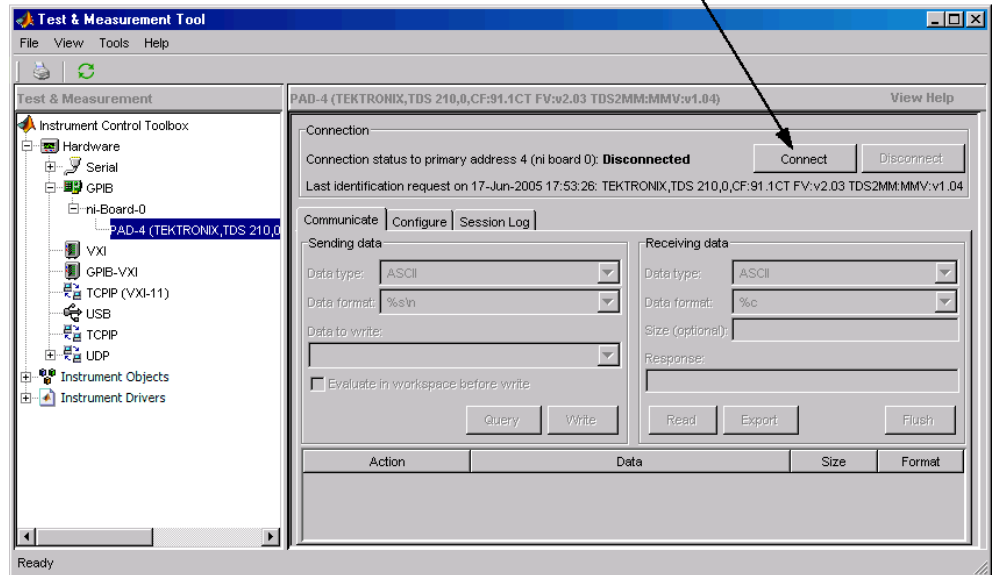 Test & Measurement Tool
File View Tools Help
Test & Measurement
Instrument Control Toolbox
Hardware
Serial
GPIB
ni-Board-0
PAD-4 (TEKTRONIX,TDS 210,0
VXI
GPIB-VXI
TCPIP (VXI-11)
USB
TCPIP
UDP
Instrument Objects
Instrument Drivers
PAD-4 (TEKTRONIX,TDS 210,0,CF:91.1CT FV:v2.03 TDS2MM:MMV:v1.04) View Help
Connection
Connection status to primary address 4 (ni board 0): Disconnected Connect Disconnect
Last identification request on 17-Jun-2005 17:53:26: TEKTRONIX,TDS 210,0,CF:91.1CT FV:v2.03 TDS2MM:MMV:v1.04
Communicate Configure Session Log
Sending data
Data type: ASCII
Data format: %s\n
Data to write:
Evaluate in workspace before write
Query Write
Receiving data
Data type: ASCII
Data format: %c
Size (optional):
Response:
Read Export Flush
Action Data Size Format
Ready